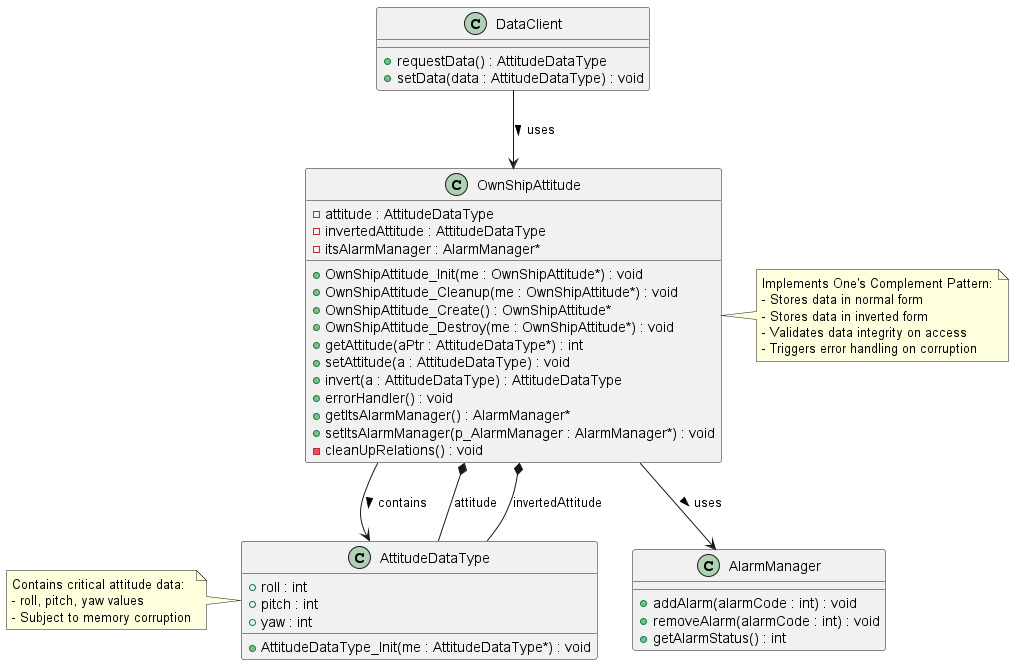 C DataClient
requestData() : AttitudeDataType
setData(data : AttitudeDataType) : void
uses
C OwnShipAttitude
attitude : AttitudeDataType
invertedAttitude : AttitudeDataType
itsAlarmManager : AlarmManager*
OwnShipAttitude_Init(me : OwnShipAttitude*) : void
OwnShipAttitude_Cleanup(me : OwnShipAttitude*) : void
OwnShipAttitude_Create() : OwnShipAttitude*
OwnShipAttitude_Destroy(me : OwnShipAttitude*) : void
getAttitude(aPtr : AttitudeDataType*) : int
setAttitude(a : AttitudeDataType) : void
invert(a : AttitudeDataType) : AttitudeDataType
errorHandler() : void
getItsAlarmManager() : AlarmManager*
setItsAlarmManager(p_AlarmManager : AlarmManager*) : void
cleanUpRelations() : void
Implements One's Complement Pattern:
- Stores data in normal form
- Stores data in inverted form
- Validates data integrity on access
- Triggers error handling on corruption
contains
attitude
invertedAttitude
uses
Contains critical attitude data:
- roll, pitch, yaw values
- Subject to memory corruption
C AttitudeDataType
roll : int
pitch : int
yaw : int
AttitudeDataType_Init(me : AttitudeDataType*) : void
C AlarmManager
addAlarm(alarmCode : int) : void
removeAlarm(alarmCode : int) : void
getAlarmStatus() : int